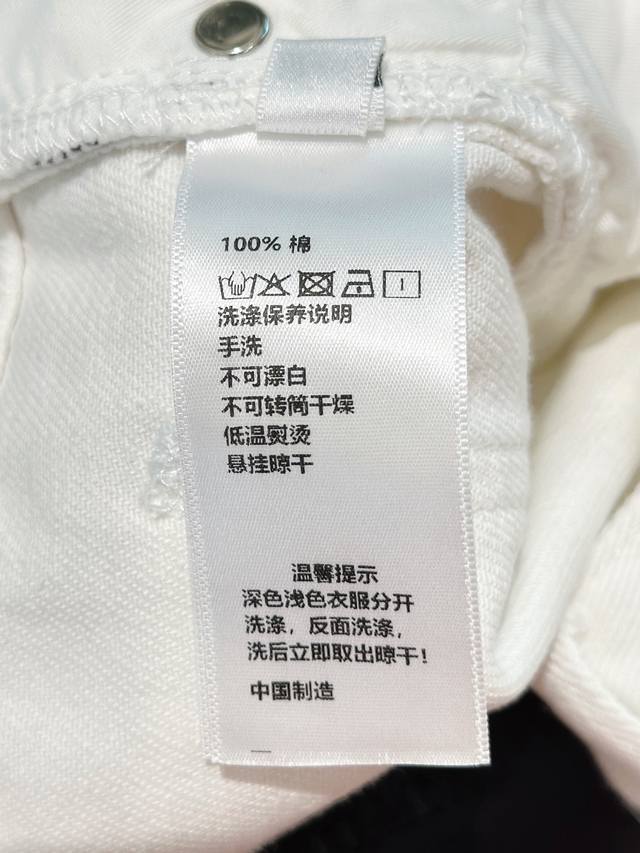 100% 棉
洗涤保养说明
手洗
不可漂白
不可转筒干燥
低温熨烫
悬挂晾干
温馨提示
深色浅色衣服分开
洗涤，反面洗涤，
洗后立即取出晾干！
中国制造